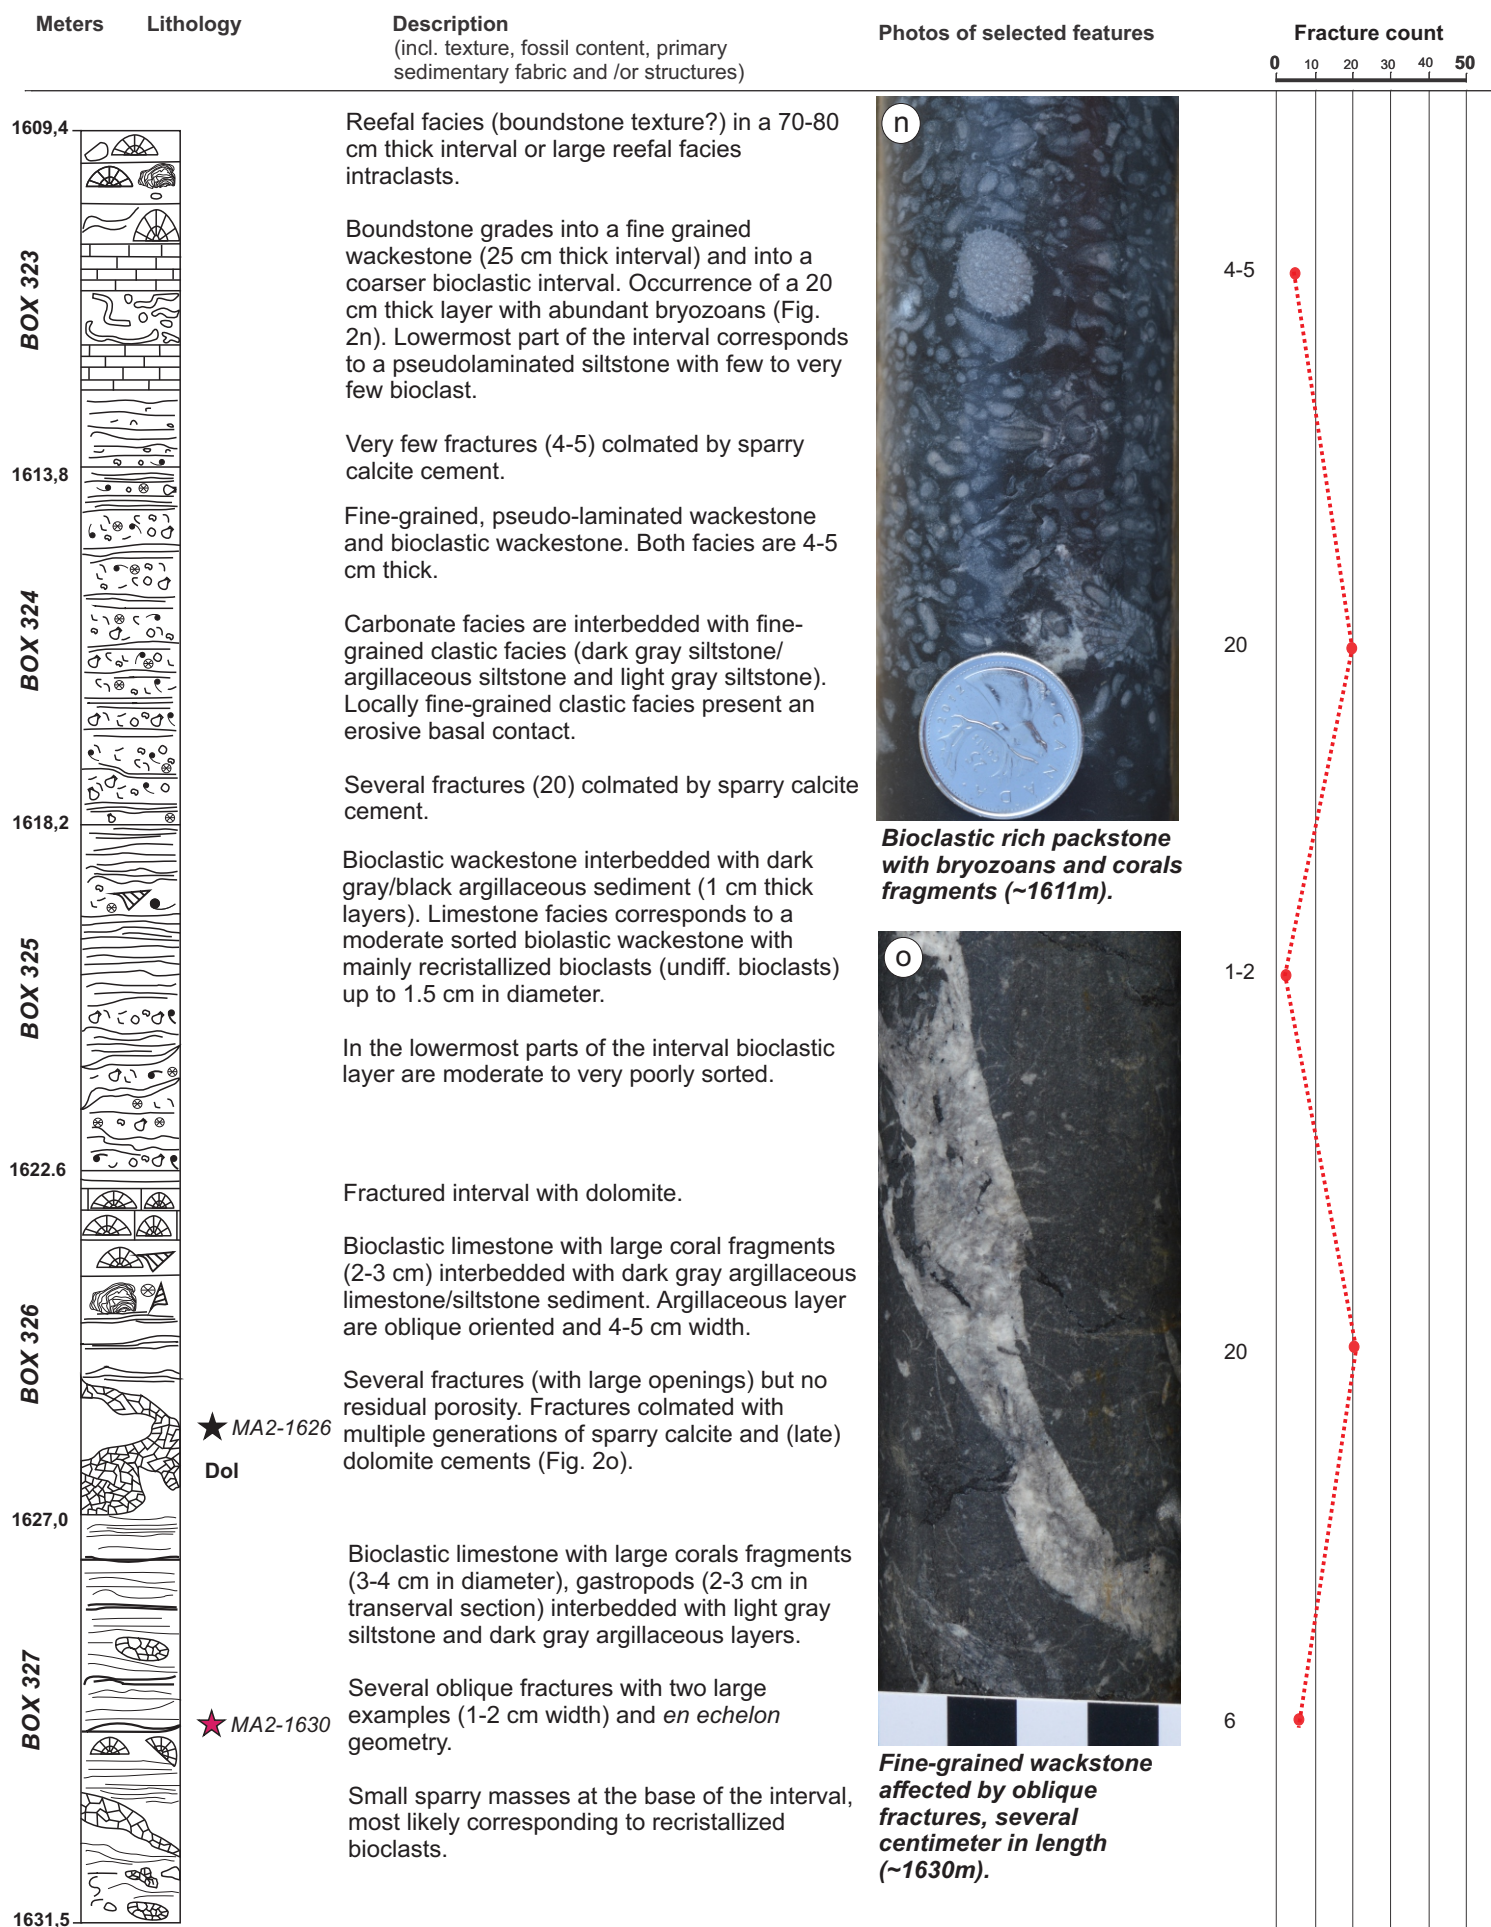 Meters
Lithology
Description
(incl. texture, fossil content, primary
sedimentary fabric and /or structures)
Photos of selected features
Fracture count
0 10 20 30 40 50
1609,4
BOX 323
Reefal facies (boundstone texture?) in a 70-80
cm thick interval or large reefal facies
intraclasts.
Boundstone grades into a fine grained
wackestone (25 cm thick interval) and into a
coarser bioclastic interval. Occurrence of a 20
cm thick layer with abundant bryozoans (Fig.
2n). Lowermost part of the interval corresponds
to a pseudolaminated siltstone with few to very
few bioclast.
Very few fractures (4-5) colmated by sparry
calcite cement.
4-5
1613,8
BOX 324
Fine-grained, pseudo-laminated wackestone
and bioclastic wackestone. Both facies are 4-5
cm thick.
Carbonate facies are interbedded with fine-
grained clastic facies (dark gray siltstone/
argillaceous siltstone and light gray siltstone).
Locally fine-grained clastic facies present an
erosive basal contact.
Several fractures (20) colmated by sparry calcite
cement.
20
1618,2
BOX 325
Bioclastic wackestone interbedded with dark
gray/black argillaceous sediment (1 cm thick
layers). Limestone facies corresponds to a
moderate sorted biolastic wackestone with
mainly recristallized bioclasts (undiff. bioclasts)
up to 1.5 cm in diameter.
In the lowermost parts of the interval bioclastic
layer are moderate to very poorly sorted.
1-2
1622.6
BOX 326
Fractured interval with dolomite.
Bioclastic limestone with large coral fragments
(2-3 cm) interbedded with dark gray argillaceous
limestone/siltstone sediment. Argillaceous layer
are oblique oriented and 4-5 cm width.
Several fractures (with large openings) but no
residual porosity. Fractures colmated with
multiple generations of sparry calcite and (late)
dolomite cements (Fig. 2o).
MA2-1626
Dol
20
1627,0
BOX 327
Bioclastic limestone with large corals fragments
(3-4 cm in diameter), gastropods (2-3 cm in
transerval section) interbedded with light gray
siltstone and dark gray argillaceous layers.
Several oblique fractures with two large
examples (1-2 cm width) and en echelon
geometry.
Small sparry masses at the base of the interval,
most likely corresponding to recristallized
bioclasts.
MA2-1630
6
1631,5
n
CANADA
Bioclastic rich packstone
with bryozoans and corals
fragments (~1611m).
o
Fine-grained wackstone
affected by oblique
fractures, several
centimeter in length
(~1630m).